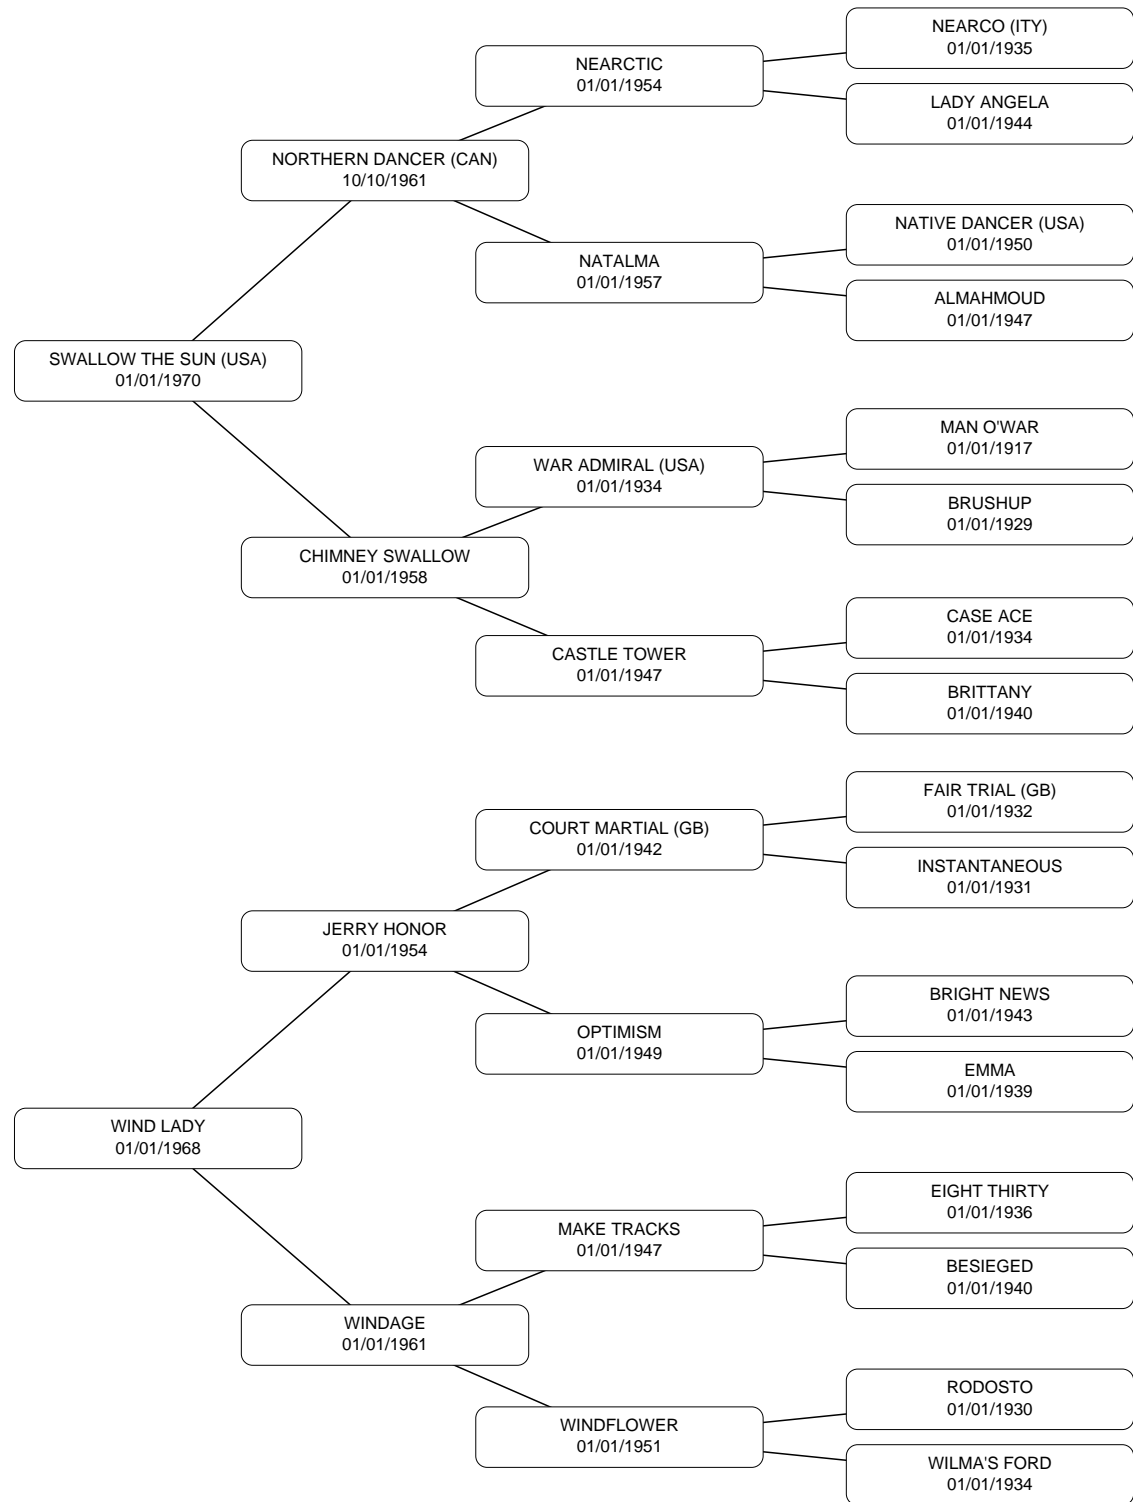 NEARCO (ITY)
01/01/1935
NEARCTIC
01/01/1954
LADY ANGELA
01/01/1944
NORTHERN DANCER (CAN)
10/10/1961
NATIVE DANCER (USA)
01/01/1950
NATALMA
01/01/1957
ALMAHMOUD
01/01/1947
SWALLOW THE SUN (USA)
01/01/1970
MAN O'WAR
01/01/1917
WAR ADMIRAL (USA)
01/01/1934
BRUSHUP
01/01/1929
CHIMNEY SWALLOW
01/01/1958
CASE ACE
01/01/1934
CASTLE TOWER
01/01/1947
BRITTANY
01/01/1940
FAIR TRIAL (GB)
01/01/1932
COURT MARTIAL (GB)
01/01/1942
INSTANTANEOUS
01/01/1931
JERRY HONOR
01/01/1954
BRIGHT NEWS
01/01/1943
OPTIMISM
01/01/1949
EMMA
01/01/1939
WIND LADY
01/01/1968
EIGHT THIRTY
01/01/1936
MAKE TRACKS
01/01/1947
BESIEGED
01/01/1940
WINDAGE
01/01/1961
RODOSTO
01/01/1930
WINDFLOWER
01/01/1951
WILMA'S FORD
01/01/1934